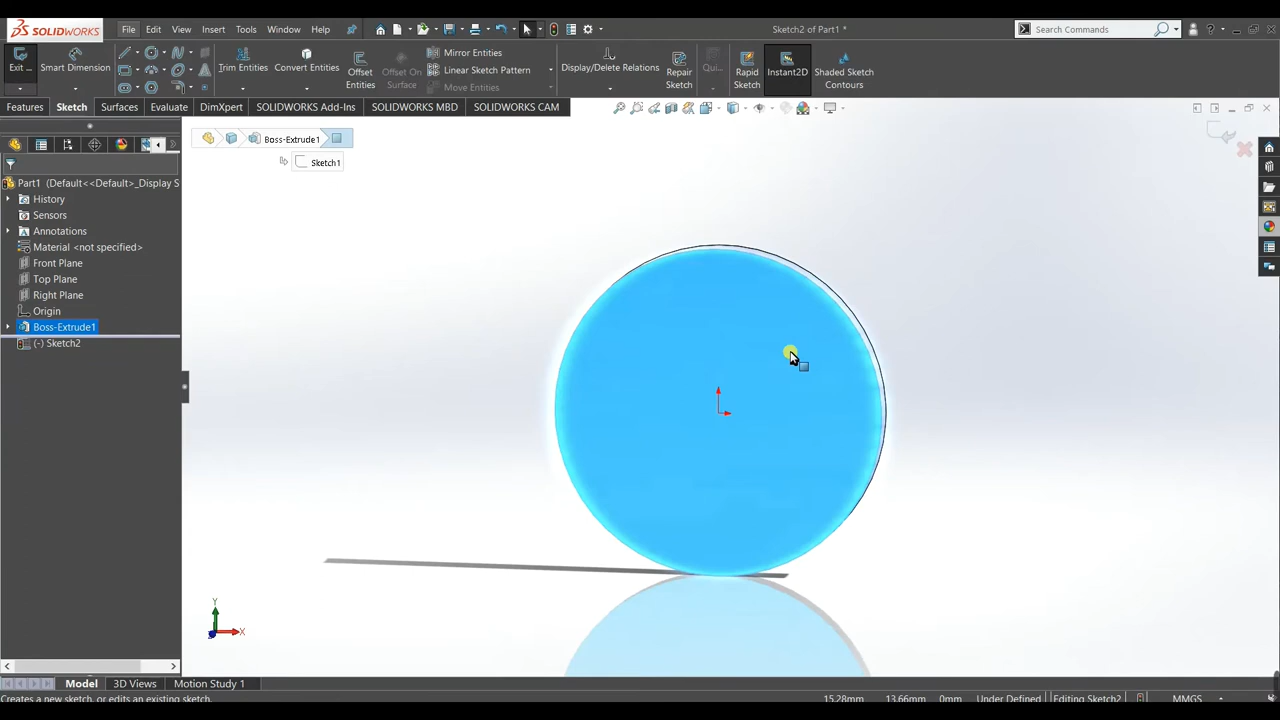 SOLIDWORKS
File
Edit
View
Insert
Tools
Window
Help
Sketch2 of Part1 *
Search Commands
?
Exit ...
Smart Dimension
Trim Entities
Convert Entities
Offset
Entities
Offset On
Surface
Mirror Entities
Linear Sketch Pattern
Move Entities
Display/Delete Relations
Repair
Sketch
Qui...
Rapid
Sketch
Instant2D
Shaded Sketch
Contours
Features
Sketch
Surfaces
Evaluate
DimXpert
SOLIDWORKS Add-Ins
SOLIDWORKS MBD
SOLIDWORKS CAM
Boss-Extrude1
Sketch1
Part1 (Default<<Default>_Display S
History
Sensors
Annotations
Material <not specified>
Front Plane
Top Plane
Right Plane
Origin
Boss-Extrude1
(-) Sketch2
Y
X
Model
3D Views
Motion Study 1
Creates a new sketch, or edits an existing sketch.
15.28mm
13.66mm
0mm
Under Defined
Editing Sketch2
MMGS